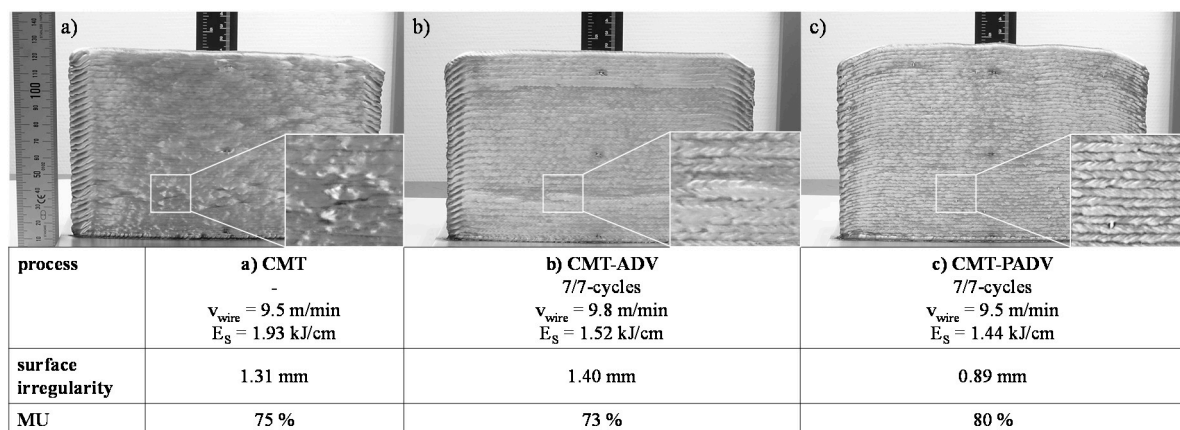 a)
b)
c)
100
CE
process
a) CMT
-
v_wire = 9.5 m/min
E_S = 1.93 kJ/cm
b) CMT-ADV
7/7-cycles
v_wire = 9.8 m/min
E_S = 1.52 kJ/cm
c) CMT-PADV
7/7-cycles
v_wire = 9.5 m/min
E_S = 1.44 kJ/cm
surface
irregularity
1.31 mm
1.40 mm
0.89 mm
MU
75 %
73 %
80 %